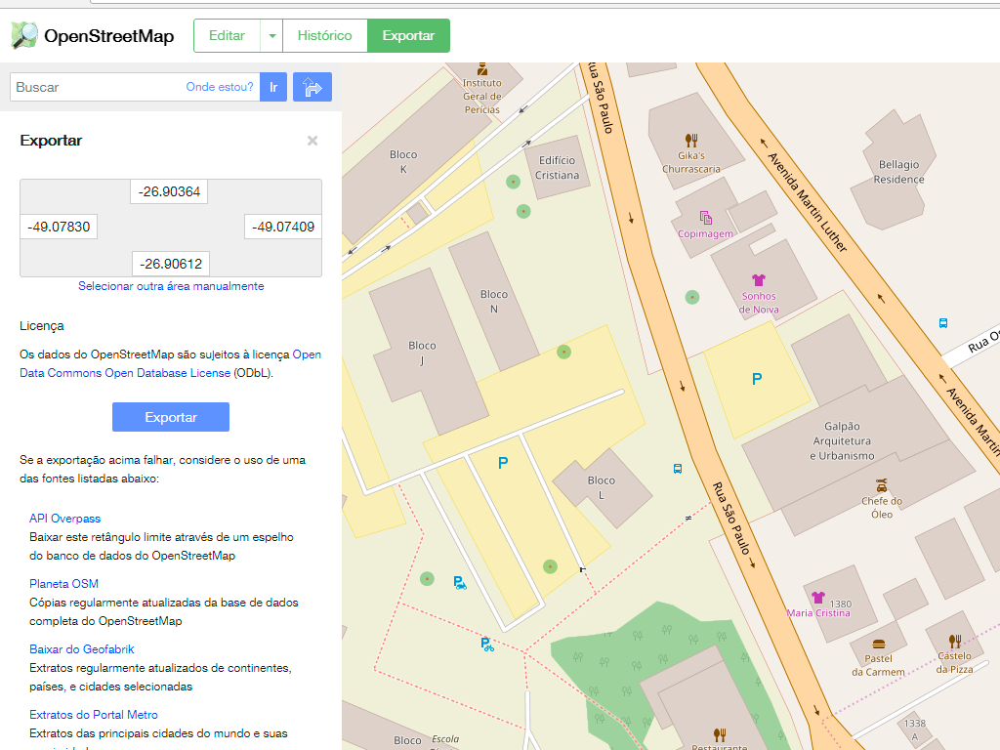 OpenStreetMap
Editar
Histórico
Exportar
Buscar
Onde estou?
Ir
Exportar
×
-26.90364
-49.07830
-49.07409
-26.90612
Selecionar outra área manualmente
Licença
Os dados do OpenStreetMap são sujeitos à licença Open
Data Commons Open Database License (ODbL).
Exportar
Se a exportação acima falhar, considere o uso de uma
das fontes listadas abaixo:
API Overpass
Baixar este retângulo limite através de um espelho
do banco de dados do OpenStreetMap
Planeta OSM
Cópias regularmente atualizadas da base de dados
completa do OpenStreetMap
Baixar do Geofabrik
Extratos regularmente atualizados de continentes,
países, e cidades selecionadas
Extratos do Portal Metro
Extratos das principais cidades do mundo e suas
Instituto
Geral de
Perícias
Rua São Paulo
Bloco
K
Edifício
Cristiana
Gika's
Churrascaria
Avenida Martin Luther
Bellagio
Residence
Copimagem
Sonhos
de Noiva
Bloco
N
Bloco
J
P
Rua Os
Avenida Martin
Galpão
Arquitetura
e Urbanismo
P
Bloco
L
Rua São Paulo
Chefe do
Óleo
P
1380
Maria Cristina
P
Pastel
da Carmem
Castelo
da Pizza
Bloco
Escola
Restaurante
1338
A